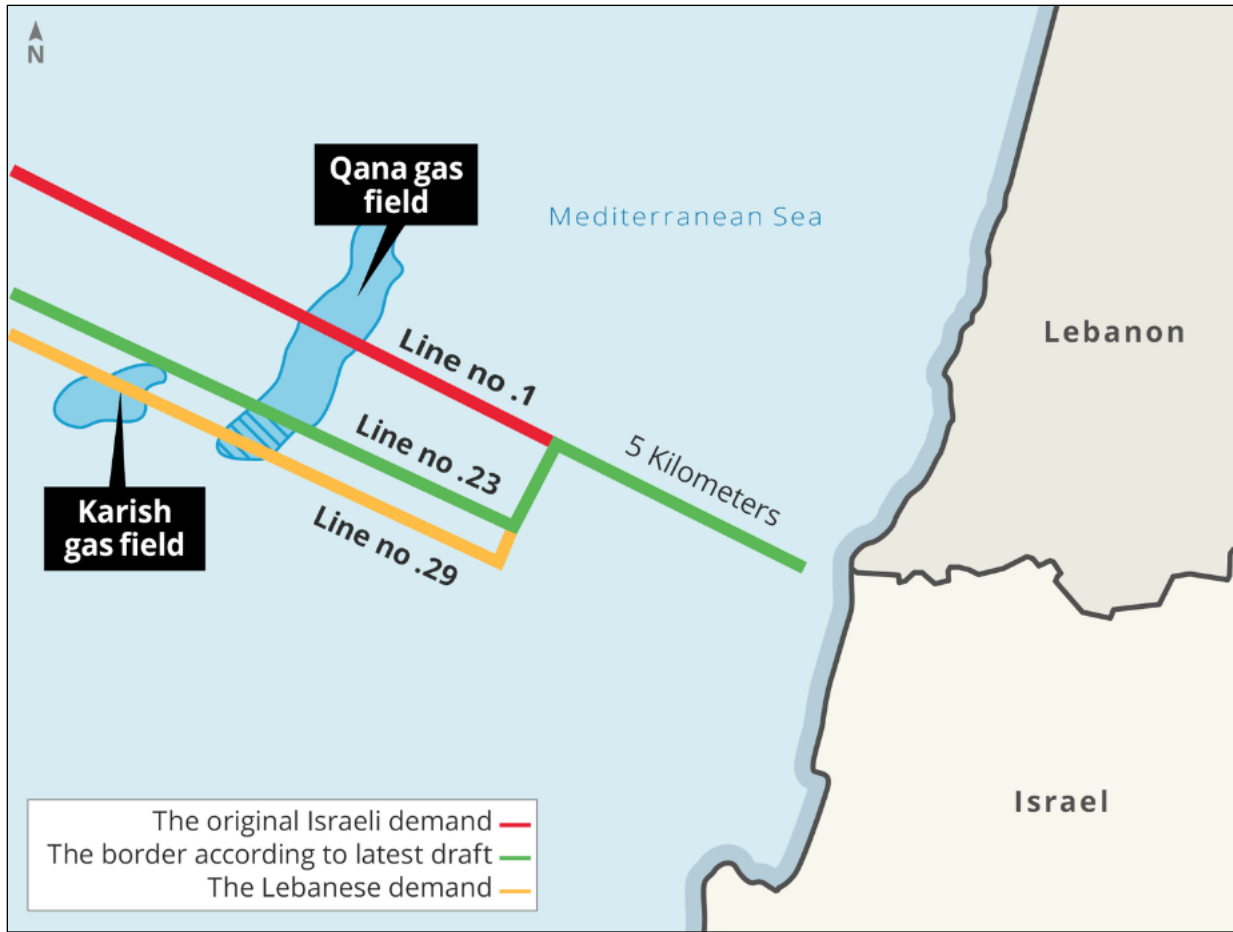 N
Qana gas
field
Mediterranean Sea
Lebanon
Line no .1
5 Kilometers
Line no .23
Karish
gas field
Line no .29
Israel
The original Israeli demand
The border according to latest draft
The Lebanese demand